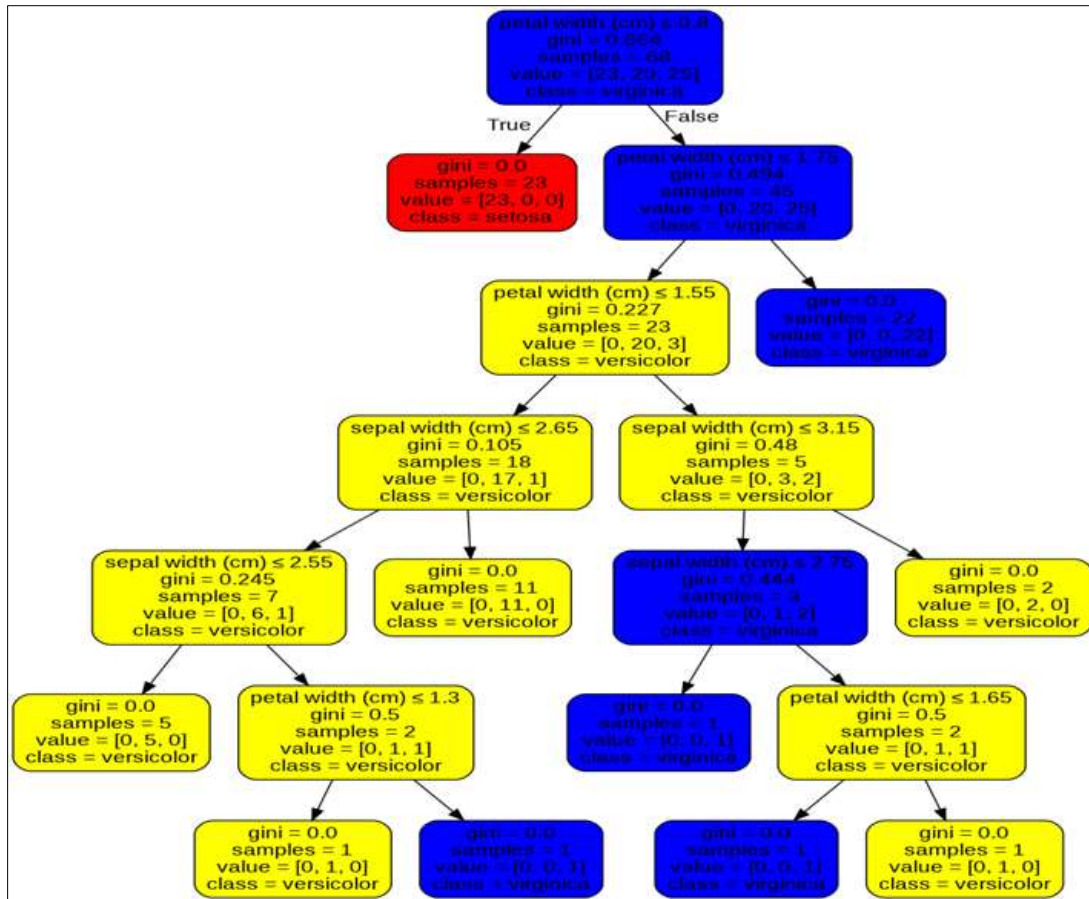 petal width (cm) ≤ 0.8
gini = 0.664
samples = 68
value = [23, 20, 25]
class = virginica
True
False
gini = 0.0
samples = 23
value = [23, 0, 0]
class = setosa
petal width (cm) ≤ 1.75
gini = 0.494
samples = 45
value = [0, 20, 25]
class = virginica
petal width (cm) ≤ 1.55
gini = 0.227
samples = 23
value = [0, 20, 3]
class = versicolor
gini = 0.0
samples = 22
value = [0, 0, 22]
class = virginica
sepal width (cm) ≤ 2.65
gini = 0.105
samples = 18
value = [0, 17, 1]
class = versicolor
sepal width (cm) ≤ 3.15
gini = 0.48
samples = 5
value = [0, 3, 2]
class = versicolor
sepal width (cm) ≤ 2.55
gini = 0.245
samples = 7
value = [0, 6, 1]
class = versicolor
gini = 0.0
samples = 11
value = [0, 11, 0]
class = versicolor
sepal width (cm) ≤ 2.75
gini = 0.444
samples = 3
value = [0, 1, 2]
class = virginica
gini = 0.0
samples = 2
value = [0, 2, 0]
class = versicolor
gini = 0.0
samples = 5
value = [0, 5, 0]
class = versicolor
petal width (cm) ≤ 1.3
gini = 0.5
samples = 2
value = [0, 1, 1]
class = versicolor
gini = 0.0
samples = 1
value = [0, 0, 1]
class = virginica
petal width (cm) ≤ 1.65
gini = 0.5
samples = 2
value = [0, 1, 1]
class = versicolor
gini = 0.0
samples = 1
value = [0, 1, 0]
class = versicolor
gini = 0.0
samples = 1
value = [0, 0, 1]
class = virginica
gini = 0.0
samples = 1
value = [0, 0, 1]
class = virginica
gini = 0.0
samples = 1
value = [0, 1, 0]
class = versicolor